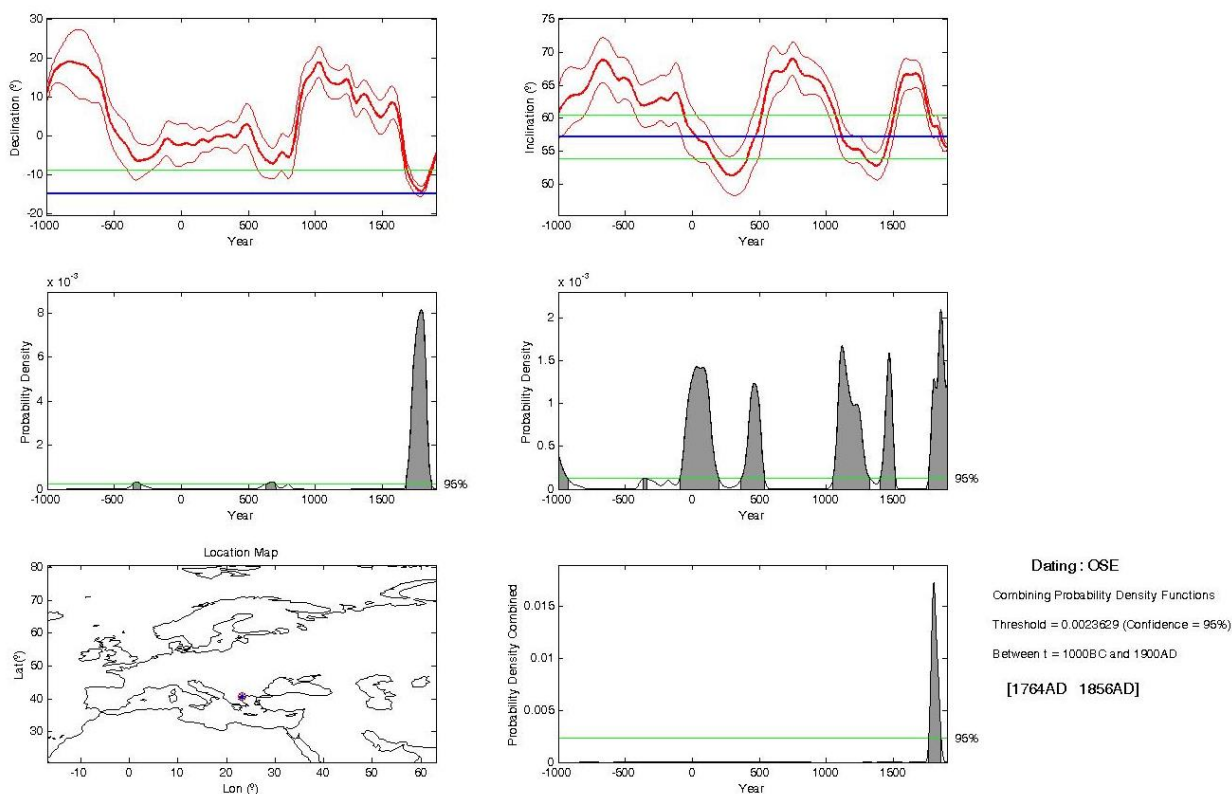 30
20
10
0
-10
-20
Declination (º)
-1000 -500 0 500 1000 1500
Year
75
70
65
60
55
50
Inclination (º)
-1000 -500 0 500 1000 1500
Year
x 10⁻³
8
6
4
2
0
Probability Density
95%
-1000 -500 0 500 1000 1500
Year
x 10⁻³
2
1.5
1
0.5
0
Probability Density
95%
-1000 -500 0 500 1000 1500
Year
Location Map
80
70
60
50
40
30
Lat (º)
-10 0 10 20 30 40 50 60
Lon (º)
0.015
0.01
0.005
0
Probability Density Combined
95%
-1000 -500 0 500 1000 1500
Year
Dating : OSE
Combining Probability Density Functions
Threshold = 0.0023629 (Confidence = 95%)
Between t = 1000BC and 1900AD
[1764AD 1856AD]